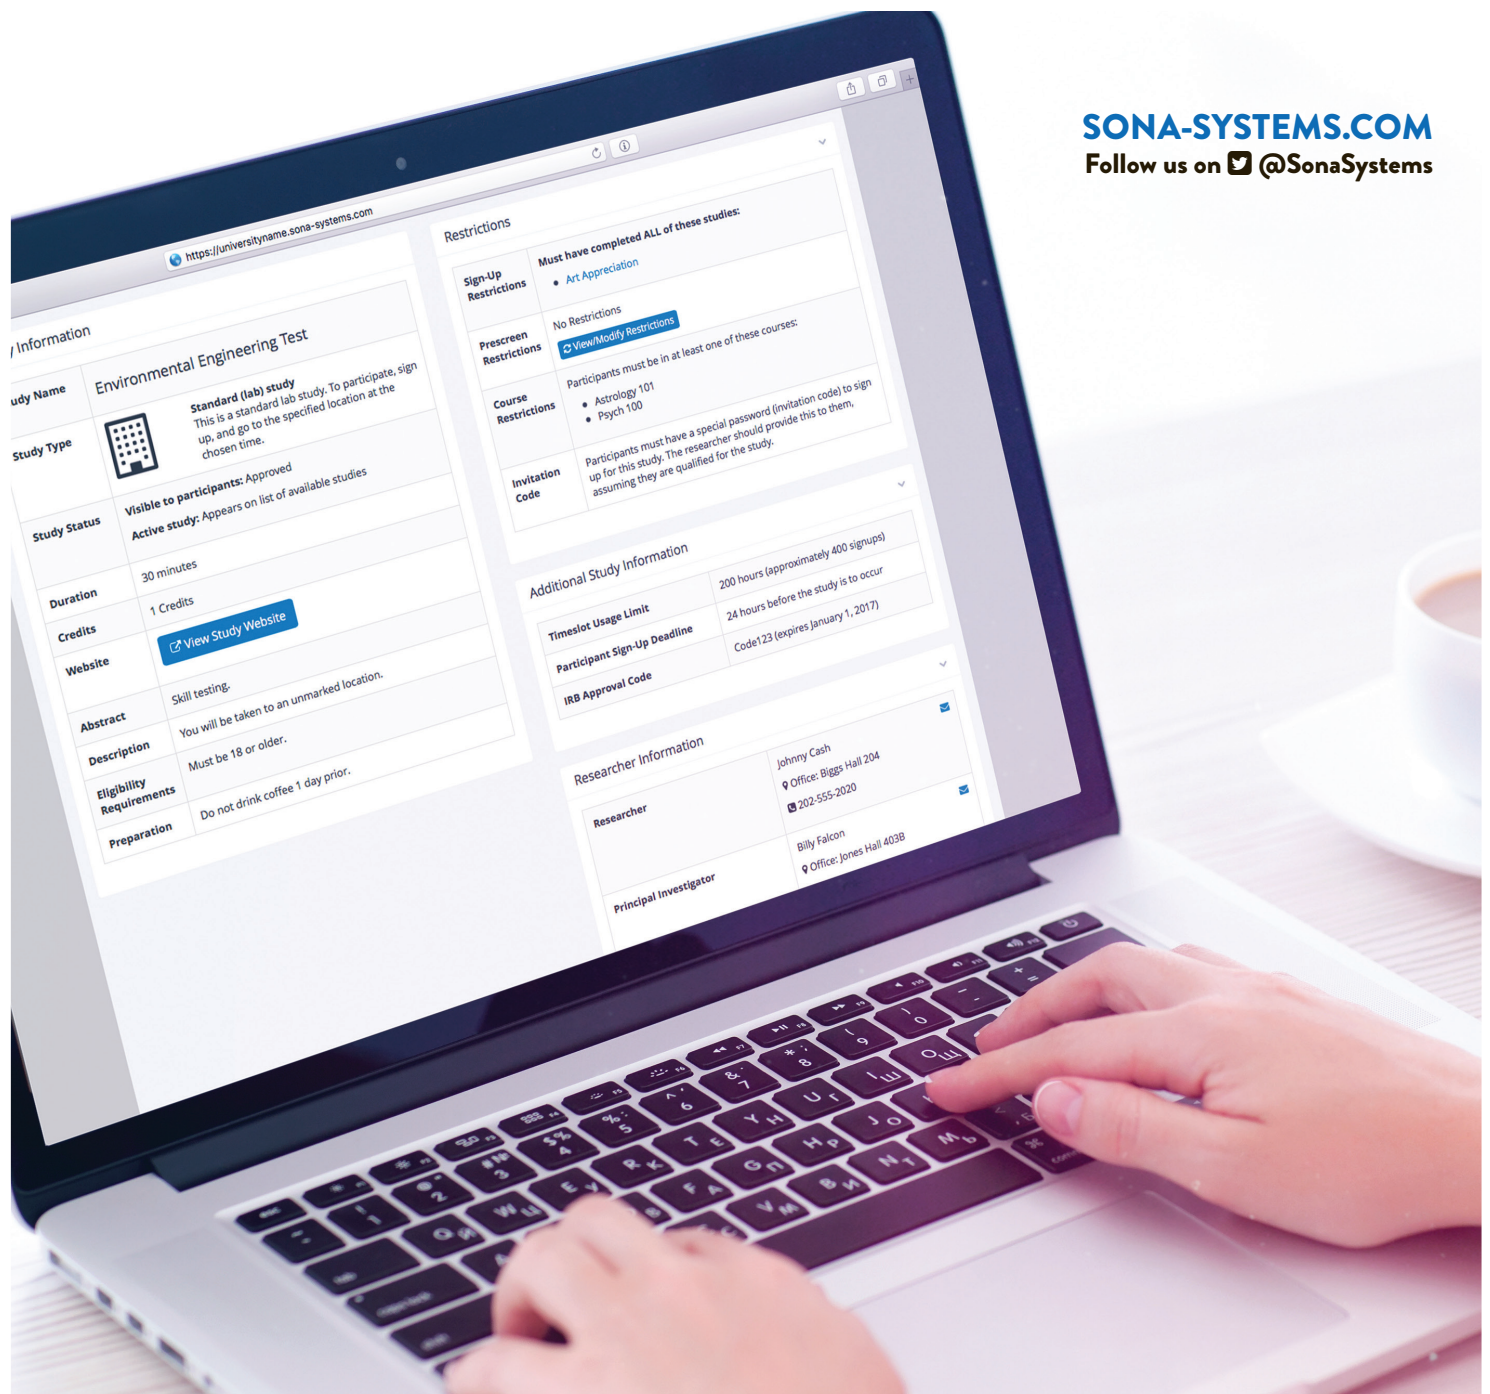 SONA-SYSTEMS.COM
Follow us on @SonaSystems
https://universityname.sona-systems.com
Information
Study Name
Environmental Engineering Test
Study Type
Standard (lab) study
This is a standard lab study. To participate, sign
up, and go to the specified location at the
chosen time.
Study Status
Visible to participants: Approved
Active study: Appears on list of available studies
Duration
30 minutes
Credits
1 Credits
Website
View Study Website
Abstract
Skill testing.
Description
You will be taken to an unmarked location.
Eligibility
Requirements
Must be 18 or older.
Preparation
Do not drink coffee 1 day prior.
Restrictions
Sign-Up
Restrictions
Must have completed ALL of these studies:
• Art Appreciation
Prescreen
Restrictions
No Restrictions
View/Modify Restrictions
Course
Restrictions
Participants must be in at least one of these courses:
• Astrology 101
• Psych 100
Invitation
Code
Participants must have a special password (invitation code) to sign
up for this study. The researcher should provide this to them,
assuming they are qualified for the study.
Additional Study Information
Timeslot Usage Limit
200 hours (approximately 400 signups)
Participant Sign-Up Deadline
24 hours before the study is to occur
IRB Approval Code
Code123 (expires January 1, 2017)
Researcher Information
Researcher
Johnny Cash
Office: Biggs Hall 204
202-555-2020
Principal Investigator
Billy Falcon
Office: Jones Hall 403B